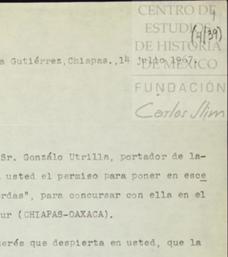 CENTRO DE
ESTUDIOS
DE HISTORIA
DE MÉXICO
FUNDACIÓN
Carlos Slim
(4/39)
a Gutiérrez,Chiapas.,14 julio 1967.
Sr. Gonzálo Utrilla, portador de la-
usted el permiso para poner en esce
rdas", para concursar con ella en el
ur (CHIAPAS-OAXACA).
erés que despierta en usted, que la